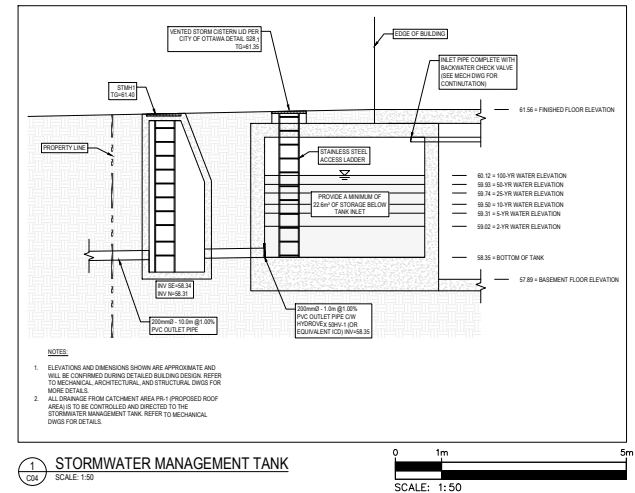 VENTED STORM CISTERN LID PER
CITY OF OTTAWA DETAIL S28.1
TG=61.35
EDGE OF BUILDING
INLET PIPE COMPLETE WITH
BACKWATER CHECK VALVE
(SEE MECH DWG FOR
CONTINUTATION)
STMH1
TG=61.40
61.56 = FINISHED FLOOR ELEVATION
PROPERTY LINE
STAINLESS STEEL
ACCESS LADDER
60.12 = 100-YR WATER ELEVATION
59.93 = 50-YR WATER ELEVATION
59.74 = 25-YR WATER ELEVATION
59.50 = 10-YR WATER ELEVATION
59.31 = 5-YR WATER ELEVATION
59.02 = 2-YR WATER ELEVATION
PROVIDE A MINIMUM OF
22.6m³ OF STORAGE BELOW
TANK INLET
58.35 = BOTTOM OF TANK
57.89 = BASEMENT FLOOR ELEVATION
INV SE=58.34
INV N=58.31
200mmØ - 10.0m @1.00%
PVC OUTLET PIPE
200mmØ - 1.0m @1.00%
PVC OUTLET PIPE C/W
HYDROVEX 50HV-1 (OR
EQUIVALENT ICD) INV=58.35
NOTES:
1. ELEVATIONS AND DIMENSIONS SHOWN ARE APPROXIMATE AND
WILL BE CONFIRMED DURING DETAILED BUILDING DESIGN. REFER
TO MECHANICAL, ARCHITECTURAL, AND STRUCTURAL DWGS FOR
MORE DETAILS.
2. ALL DRAINAGE FROM CATCHMENT AREA PR-1 (PROPOSED ROOF
AREA) IS TO BE CONTROLLED AND DIRECTED TO THE
STORMWATER MANAGEMENT TANK. REFER TO MECHANICAL
DWGS FOR DETAILS.
1
C04
STORMWATER MANAGEMENT TANK
SCALE: 1:50
0 1m 5m
SCALE: 1:50